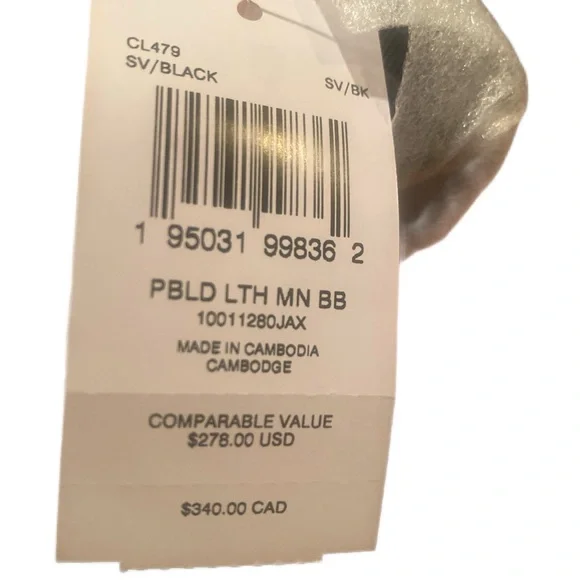 CL479
SV/BLACK
SV/BK
1 95031 99836 2
PBLD LTH MN BB
10011280JAX
MADE IN CAMBODIA
CAMBODGE
COMPARABLE VALUE
$278.00 USD
$340.00 CAD